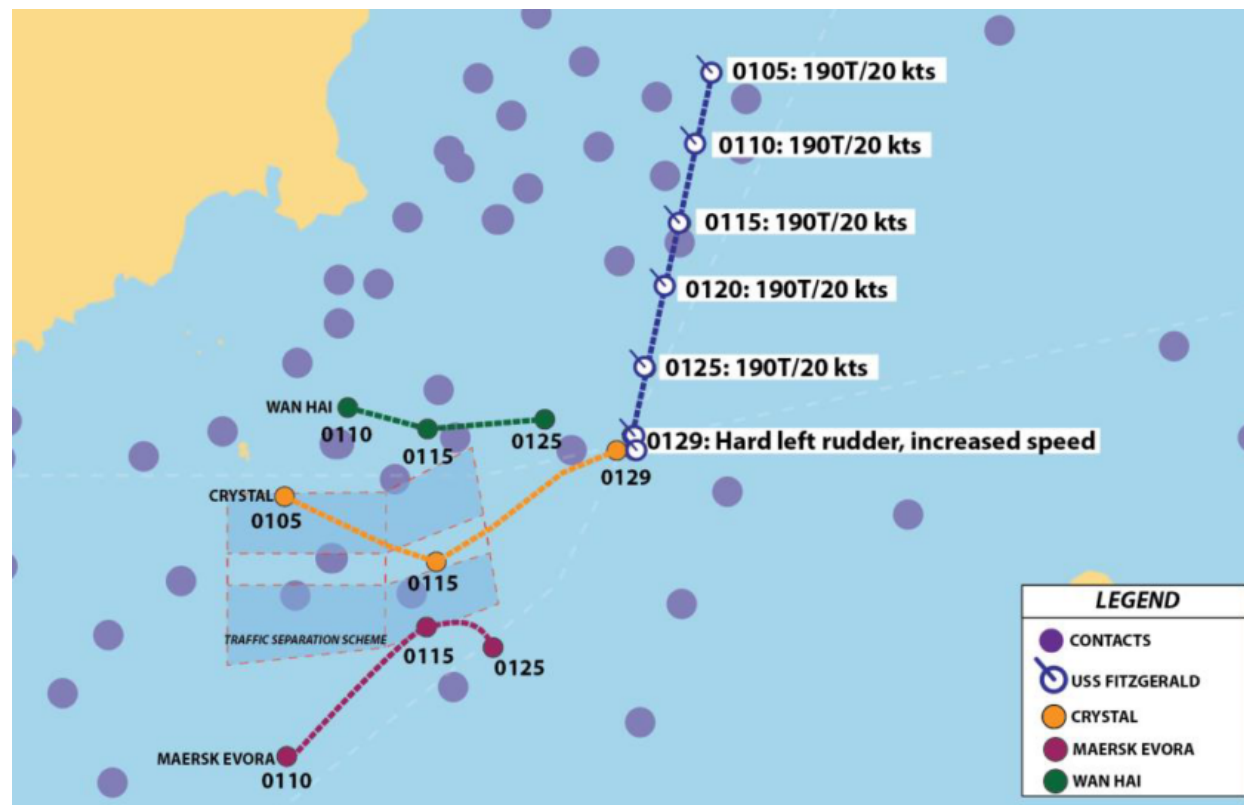 0105: 190T/20 kts
0110: 190T/20 kts
0115: 190T/20 kts
0120: 190T/20 kts
0125: 190T/20 kts
WAN HAI
0110
0115
0125
0129: Hard left rudder, increased speed
0129
CRYSTAL
0105
0115
TRAFFIC SEPARATION SCHEME
0115
0125
MAERSK EVORA
0110
LEGEND
CONTACTS
USS FITZGERALD
CRYSTAL
MAERSK EVORA
WAN HAI